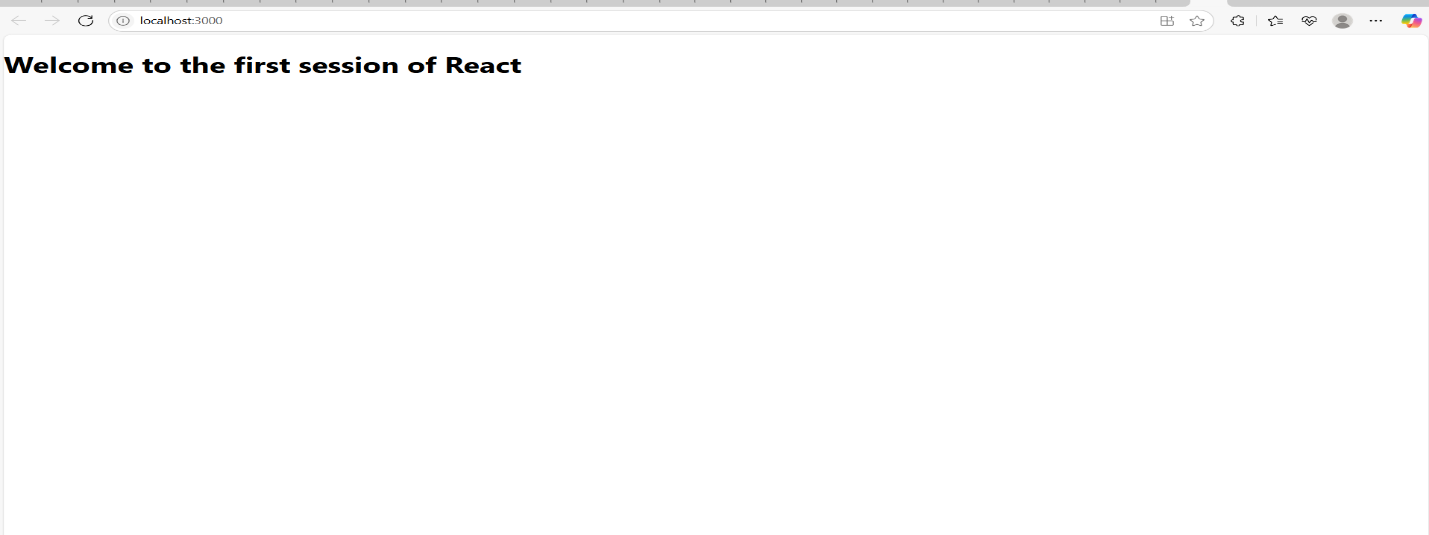 localhost:3000
Welcome to the first session of React